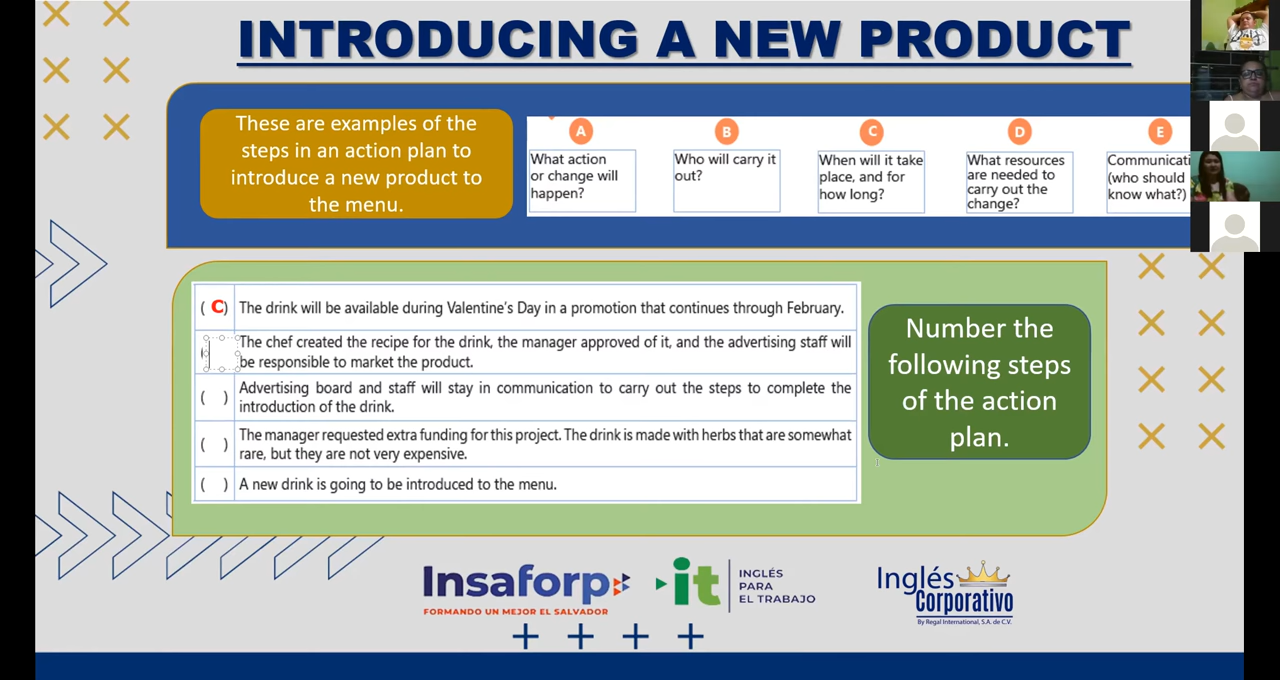 INTRODUCING A NEW PRODUCT
These are examples of the
steps in an action plan to
introduce a new product to
the menu.
A
What action
or change will
happen?
B
Who will carry it
out?
C
When will it take
place, and for
how long?
D
What resources
are needed to
carry out the
change?
E
Communicati
(who should
know what?)
( C ) The drink will be available during Valentine's Day in a promotion that continues through February.
( The chef created the recipe for the drink, the manager approved of it, and the advertising staff will
be responsible to market the product.
( ) Advertising board and staff will stay in communication to carry out the steps to complete the
introduction of the drink.
( ) The manager requested extra funding for this project. The drink is made with herbs that are somewhat
rare, but they are not very expensive.
( ) A new drink is going to be introduced to the menu.
Number the
following steps
of the action
plan.
Insaforp
FORMANDO UN MEJOR EL SALVADOR
it
INGLÉS
PARA
EL TRABAJO
Inglés
Corporativo
By Regal International, S.A. de C.V.